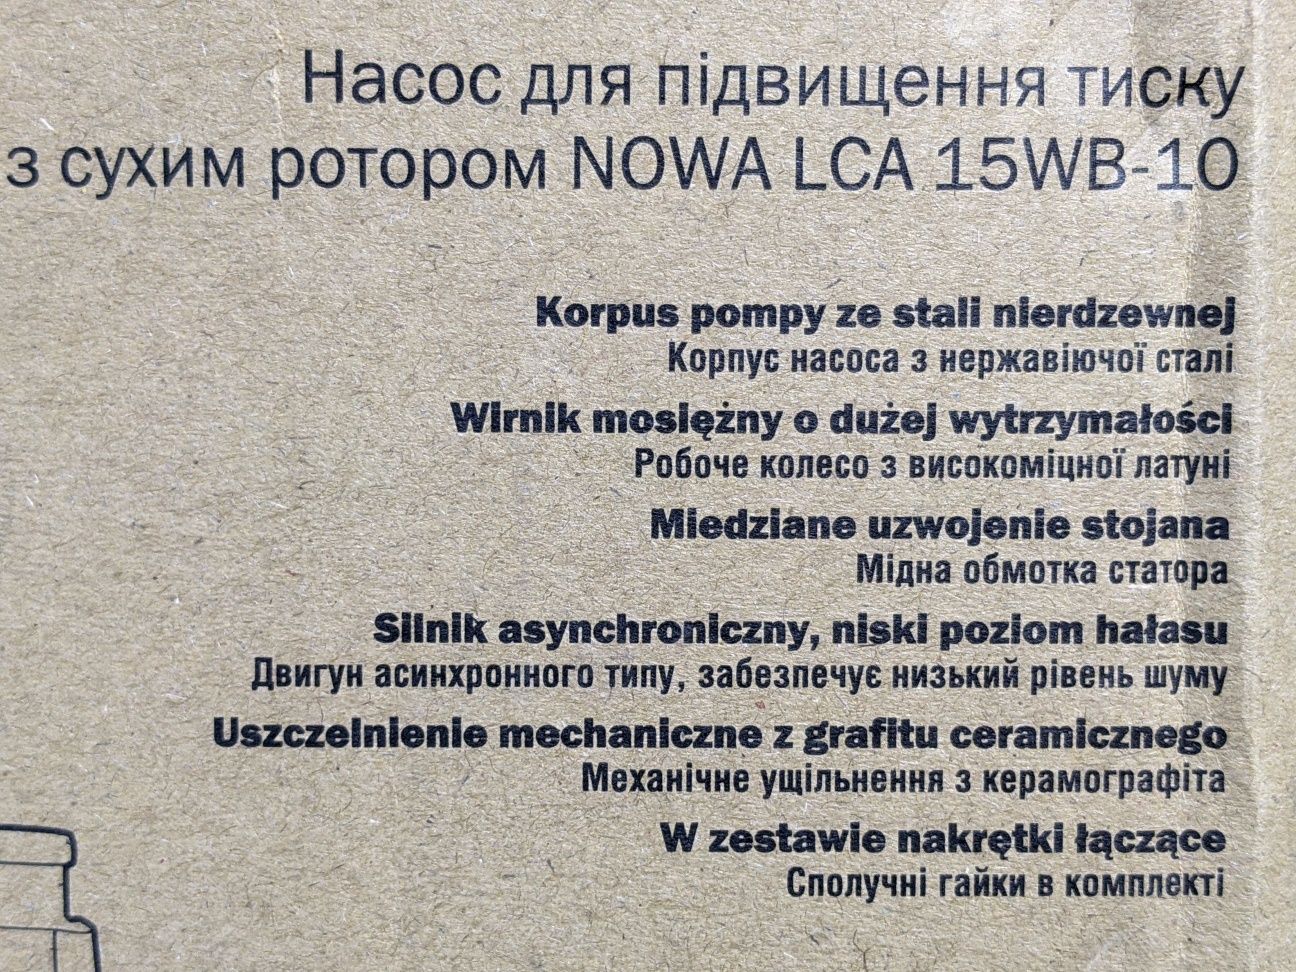 Насос для підвищення тиску
з сухим ротором NOWA LCA 15WB-10
Korpus pompy ze stali nierdzewnej
Корпус насоса з нержавіючої сталі
Wirnik mosiężny o dużej wytrzymałości
Робоче колесо з високоміцної латуні
Miedziane uzwojenie stojana
Мідна обмотка статора
Silnik asynchroniczny, niski poziom hałasu
Двигун асинхронного типу, забезпечує низький рівень шуму
Uszczelnienie mechaniczne z grafitu ceramicznego
Механічне ущільнення з керамографіта
W zestawie nakrętki łączące
Сполучні гайки в комплекті